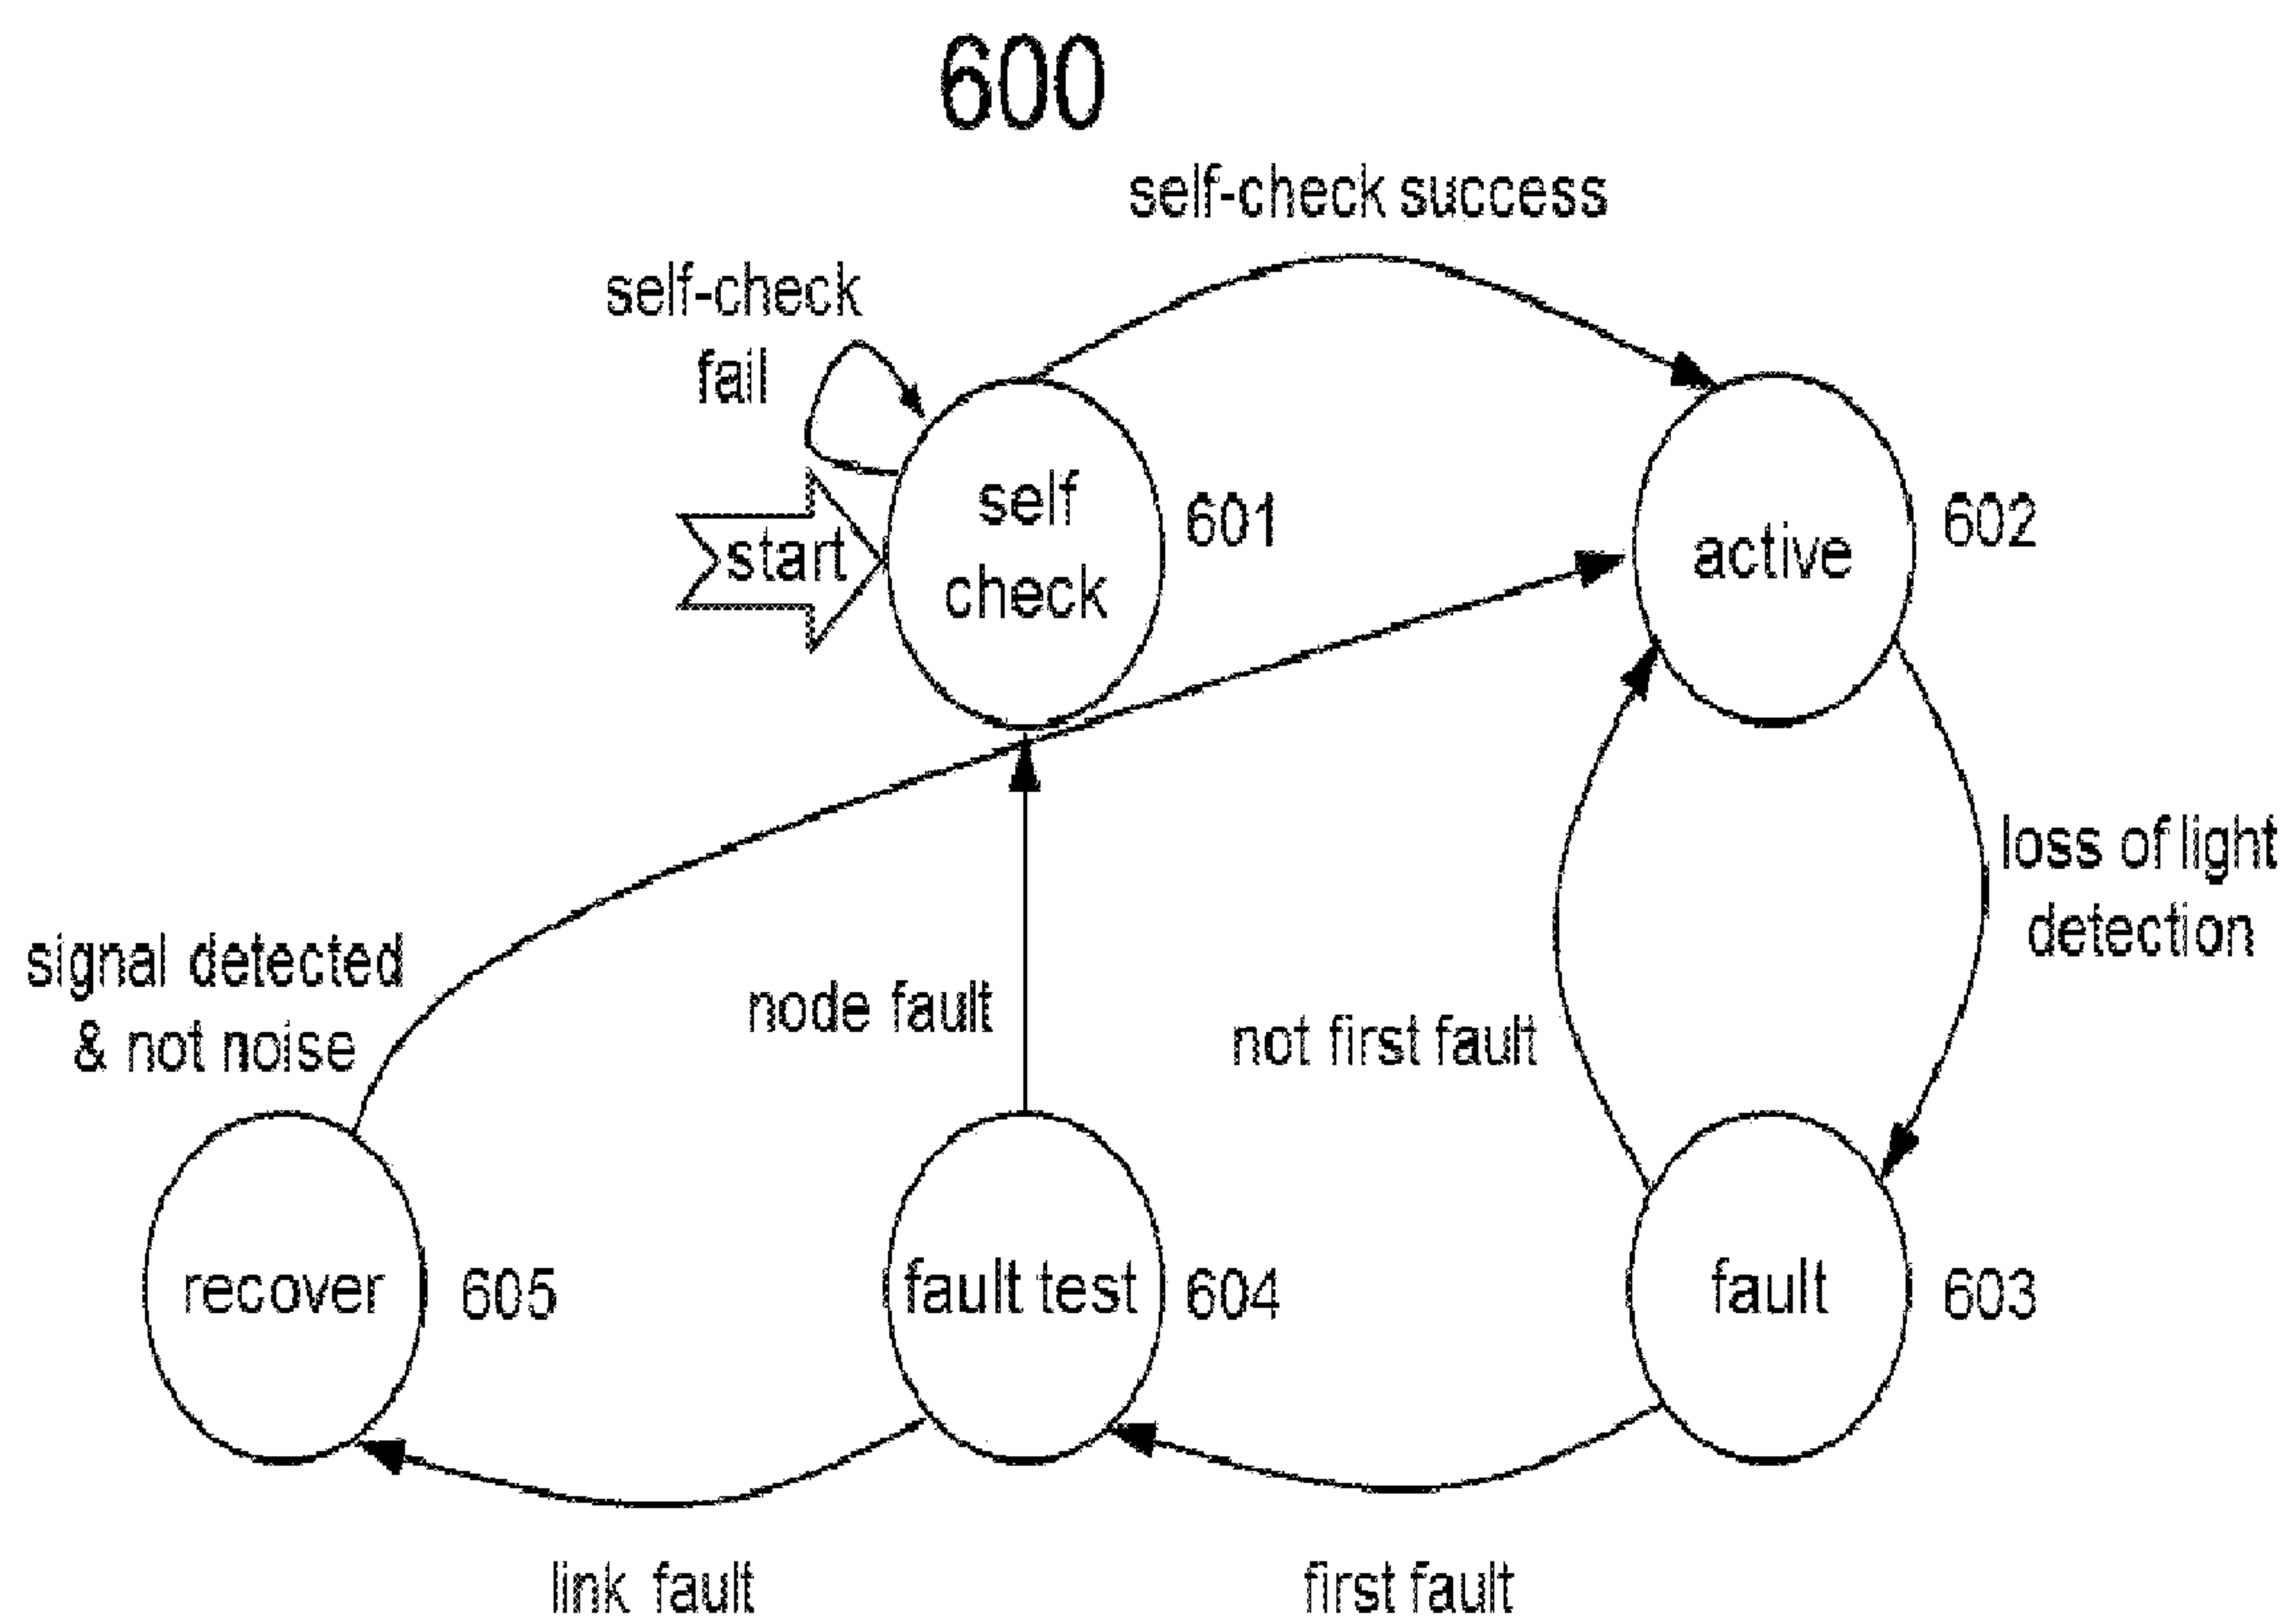 600
self-check success
self-check
fail
self
check
601
start
active
602
loss of light
detection
signal detected
& not noise
node fault
not first fault
recover
605
fault test
604
fault
603
link fault
first fault